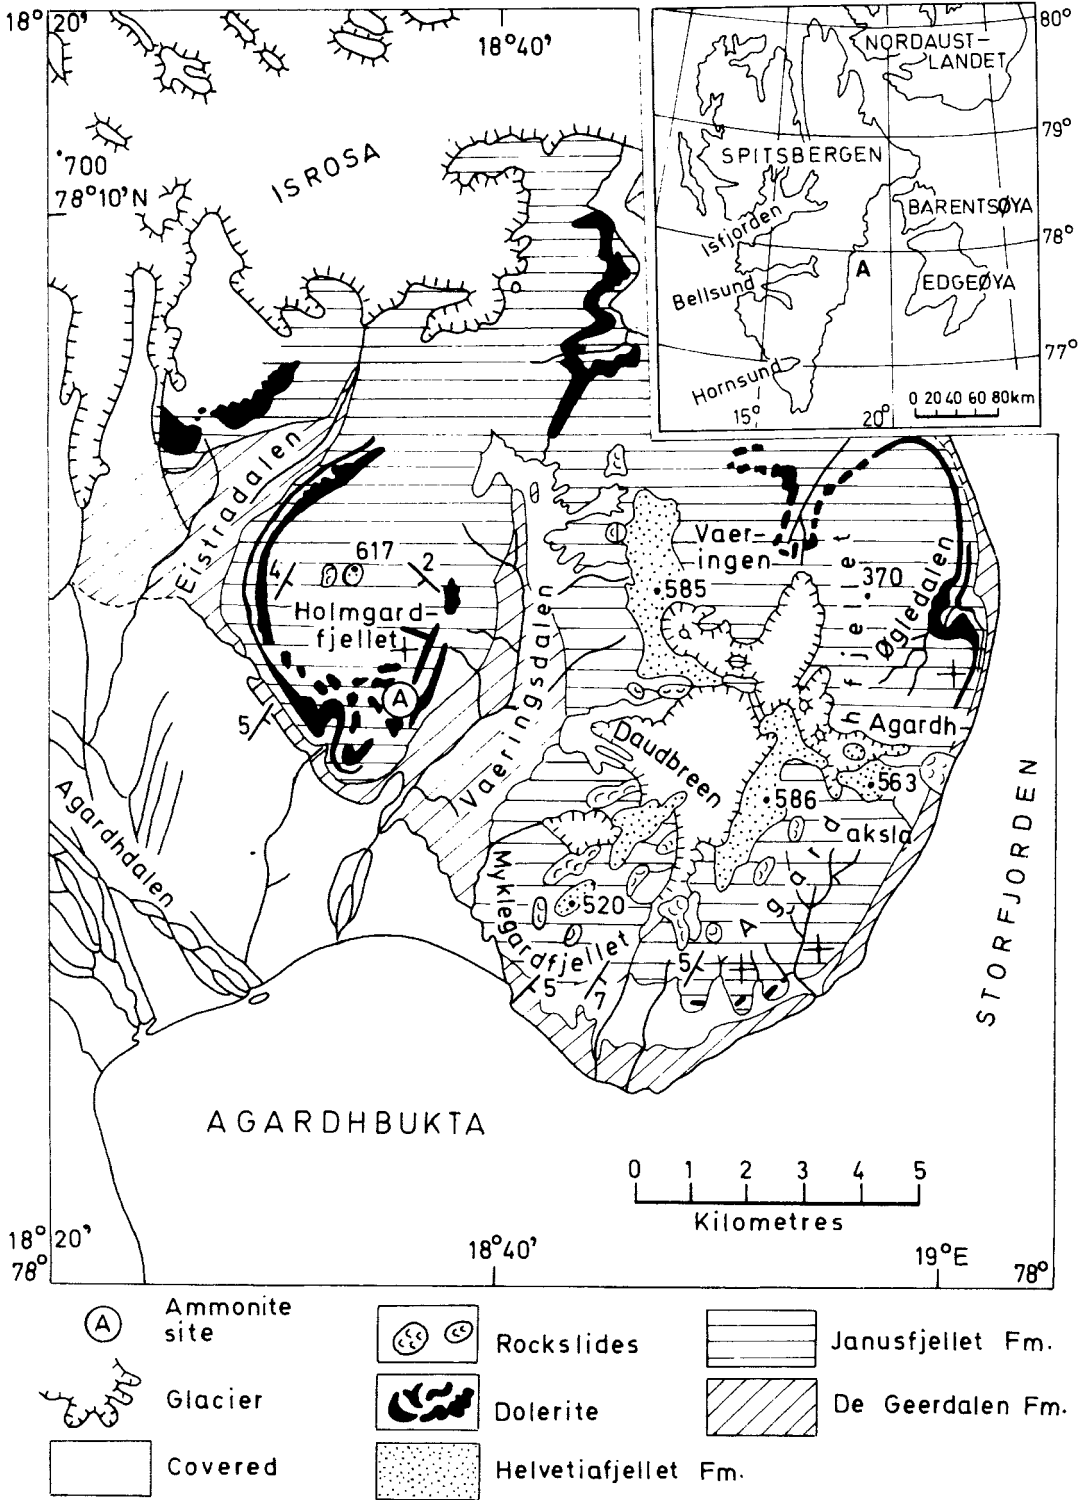 18°20'
18°40'
·700
78°10'N
ISROSA
80°
NORDAUST-
LANDET
79°
SPITSBERGEN
BARENTSØYA
Isfjorden
78°
A
EDGEØYA
Bellsund
77°
Hornsund
15°
20°
0 20 40 60 80km
Eistradalen
617
4
2
Holmgard-
fjellet
A
5
Vaeringsdalen
Vaer-
ingen
585
370
Øgledalen
Agardh-
fjellet
Daudbreen
563
586
Agardaksla
Agardhdalen
Myklegardfjellet
520
5
7
5
STORFJORDEN
AGARDHBUKTA
0 1 2 3 4 5
Kilometres
18°20'
78°
18°40'
19°E
78°
A
Ammonite
site
Rockslides
Janusfjellet Fm.
Glacier
Dolerite
De Geerdalen Fm.
Covered
Helvetiafjellet Fm.